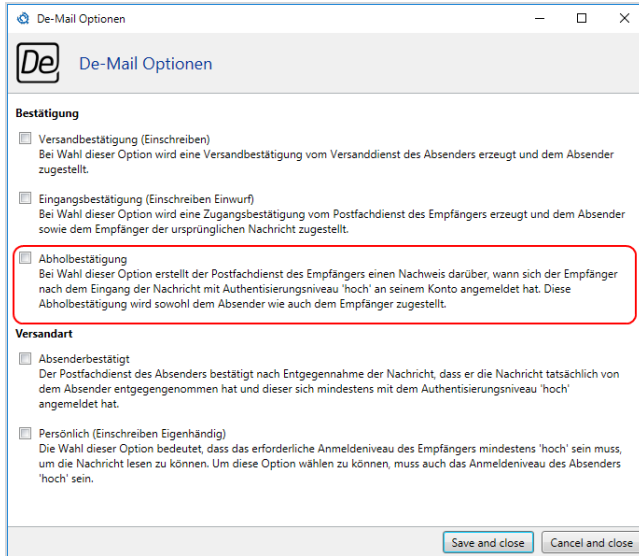 De-Mail Optionen
De De-Mail Optionen
Bestätigung
Versandbestätigung (Einschreiben)
Bei Wahl dieser Option wird eine Versandbestätigung vom Versanddienst des Absenders erzeugt und dem Absender
zugestellt.
Eingangsbestätigung (Einschreiben Einwurf)
Bei Wahl dieser Option wird eine Zugangsbestätigung vom Postfachdienst des Empfängers erzeugt und dem Absender
sowie dem Empfänger der ursprünglichen Nachricht zugestellt.
Abholbestätigung
Bei Wahl dieser Option erstellt der Postfachdienst des Empfängers einen Nachweis darüber, wann sich der Empfänger
nach dem Eingang der Nachricht mit Authentisierungsniveau 'hoch' an seinem Konto angemeldet hat. Diese
Abholbestätigung wird sowohl dem Absender wie auch dem Empfänger zugestellt.
Versandart
Absenderbestätigt
Der Postfachdienst des Absenders bestätigt nach Entgegennahme der Nachricht, dass er die Nachricht tatsächlich von
dem Absender entgegengenommen hat und dieser sich mindestens mit dem Authentisierungsniveau 'hoch'
angemeldet hat.
Persönlich (Einschreiben Eigenhändig)
Die Wahl dieser Option bedeutet, dass das erforderliche Anmeldeniveau des Empfängers mindestens 'hoch' sein muss,
um die Nachricht lesen zu können. Um diese Option wählen zu können, muss auch das Anmeldeniveau des Absenders
'hoch' sein.
Save and close Cancel and close